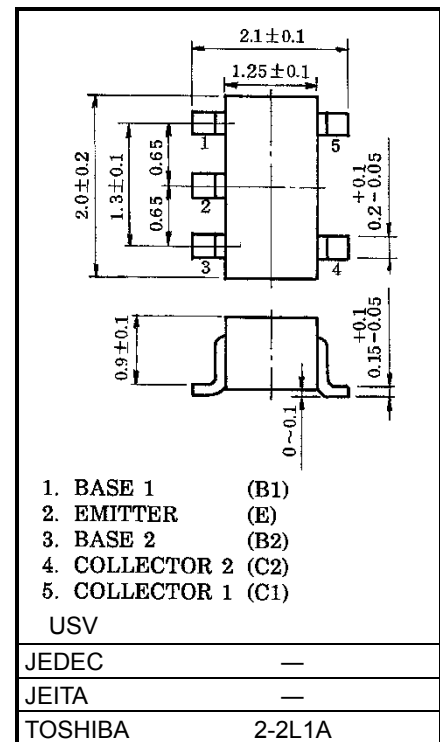 2.1±0.1
1.25±0.1
2.0±0.2
1.3±0.1
0.65
0.65
1
2
3
5
4
+0.1
0.2-0.05
0.9±0.1
+0.1
0.15-0.05
0~0.1
1. BASE 1 (B1)
2. EMITTER (E)
3. BASE 2 (B2)
4. COLLECTOR 2 (C2)
5. COLLECTOR 1 (C1)
USV
JEDEC —
JEITA —
TOSHIBA 2-2L1A